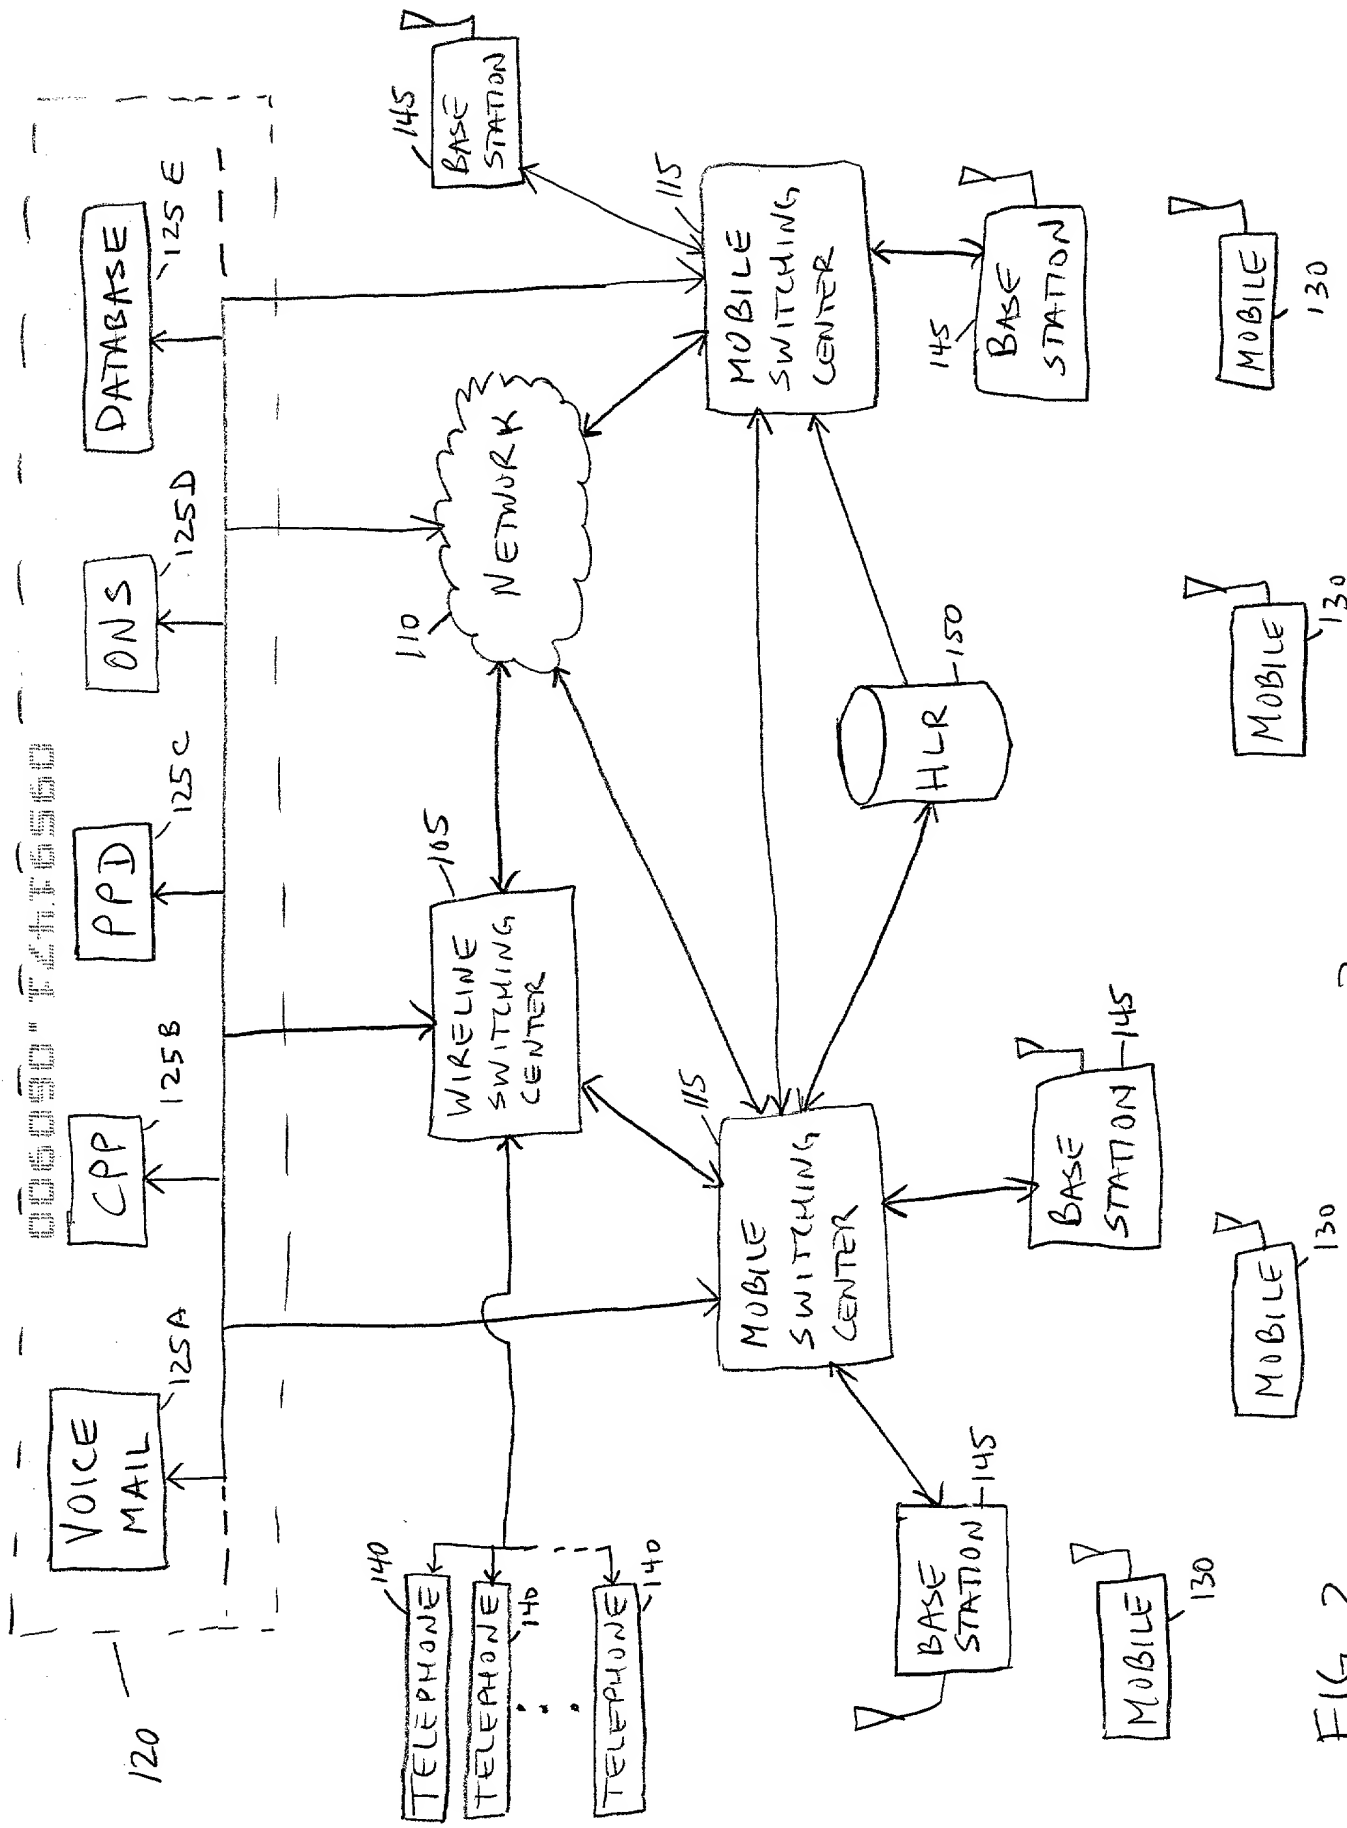 120
VOICE
MAIL
125A
CPP
125B
PPD
125C
ONS
125D
DATABASE
125E
TELEPHONE
140
TELEPHONE
140
TELEPHONE
140
WIRELINE
SWITCHING
CENTER
105
110
NETWORK
145
BASE
STATION
MOBILE
SWITCHING
CENTER
115
MOBILE
SWITCHING
CENTER
115
HLR
150
BASE
STATION
145
BASE
STATION
145
145
BASE
STATION
MOBILE
130
MOBILE
130
MOBILE
130
MOBILE
130